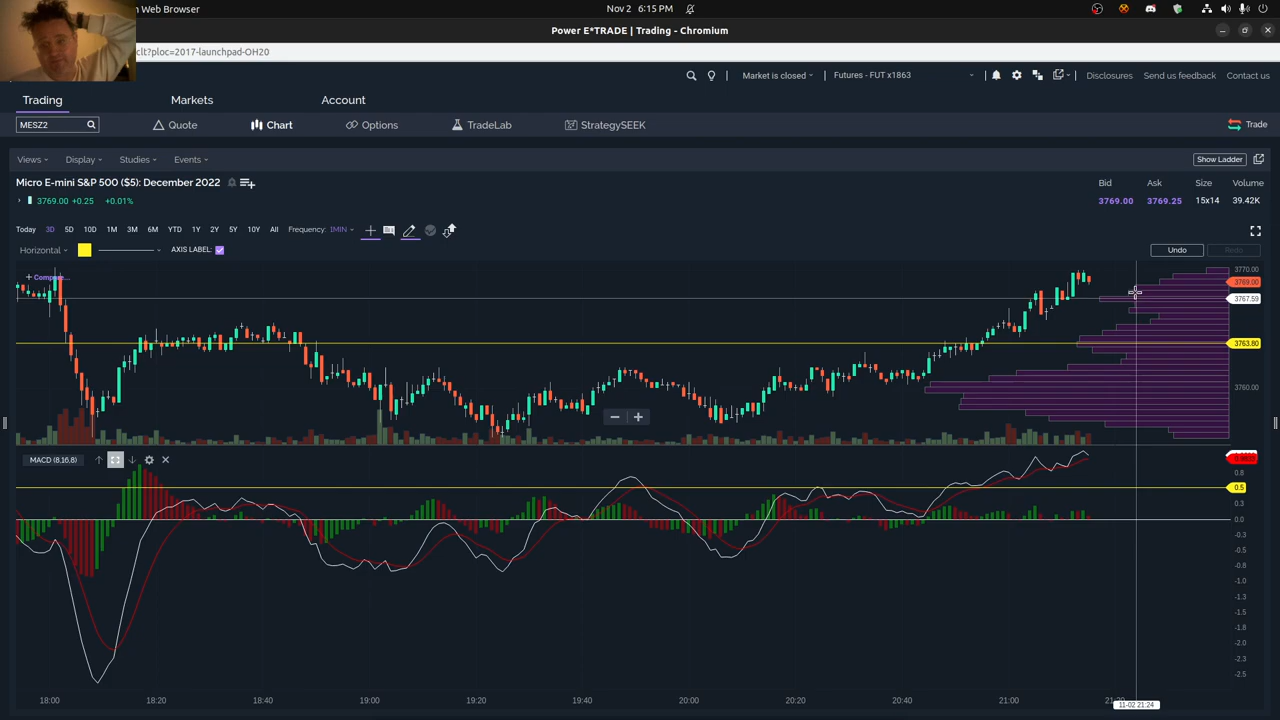 n Web Browser
Nov 2 6:15 PM
Power E*TRADE | Trading - Chromium
clt?ploc=2017-launchpad-OH20
Market is closed
Futures - FUT x1863
Disclosures
Send us feedback
Contact us
Trading
Markets
Account
MESZ2
Quote
Chart
Options
TradeLab
StrategySEEK
Trade
Views
Display
Studies
Events
Show Ladder
Micro E-mini S&P 500 ($5): December 2022
Bid
Ask
Size
Volume
3769.00 +0.25 +0.01%
3769.00
3769.25
15x14
39.42K
Today 3D 5D 10D 1M 3M 6M YTD 1Y 2Y 5Y 10Y All Frequency: 1MIN
Horizontal
AXIS LABEL:
Undo
Redo
3770.00
+ Compare
3769.00
3767.59
3763.80
3760.00
MACD (8,16,8)
0.8
0.5
0.3
0.0
-0.3
-0.5
-0.8
-1.0
-1.3
-1.5
-1.8
-2.0
-2.3
-2.5
18:00 18:20 18:40 19:00 19:20 19:40 20:00 20:20 20:40 21:00 21:20
11-02 21:24